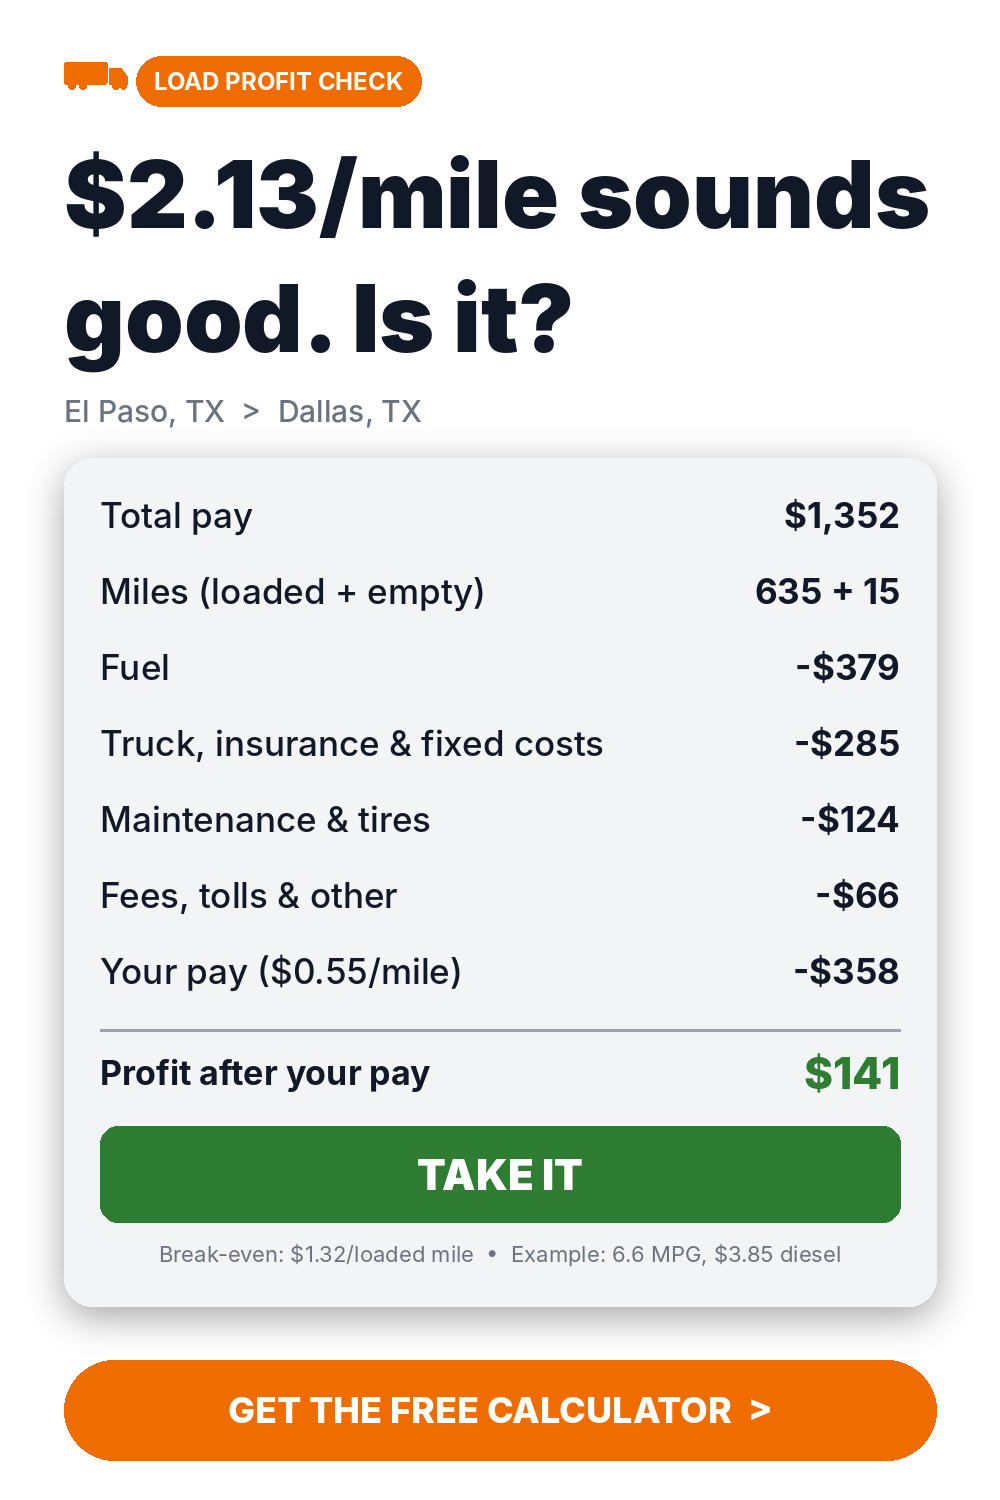 LOAD PROFIT CHECK
$2.13/mile sounds
good. Is it?
El Paso, TX > Dallas, TX
Total pay $1,352
Miles (loaded + empty) 635 + 15
Fuel -$379
Truck, insurance & fixed costs -$285
Maintenance & tires -$124
Fees, tolls & other -$66
Your pay ($0.55/mile) -$358
Profit after your pay $141
TAKE IT
Break-even: $1.32/loaded mile • Example: 6.6 MPG, $3.85 diesel
GET THE FREE CALCULATOR >